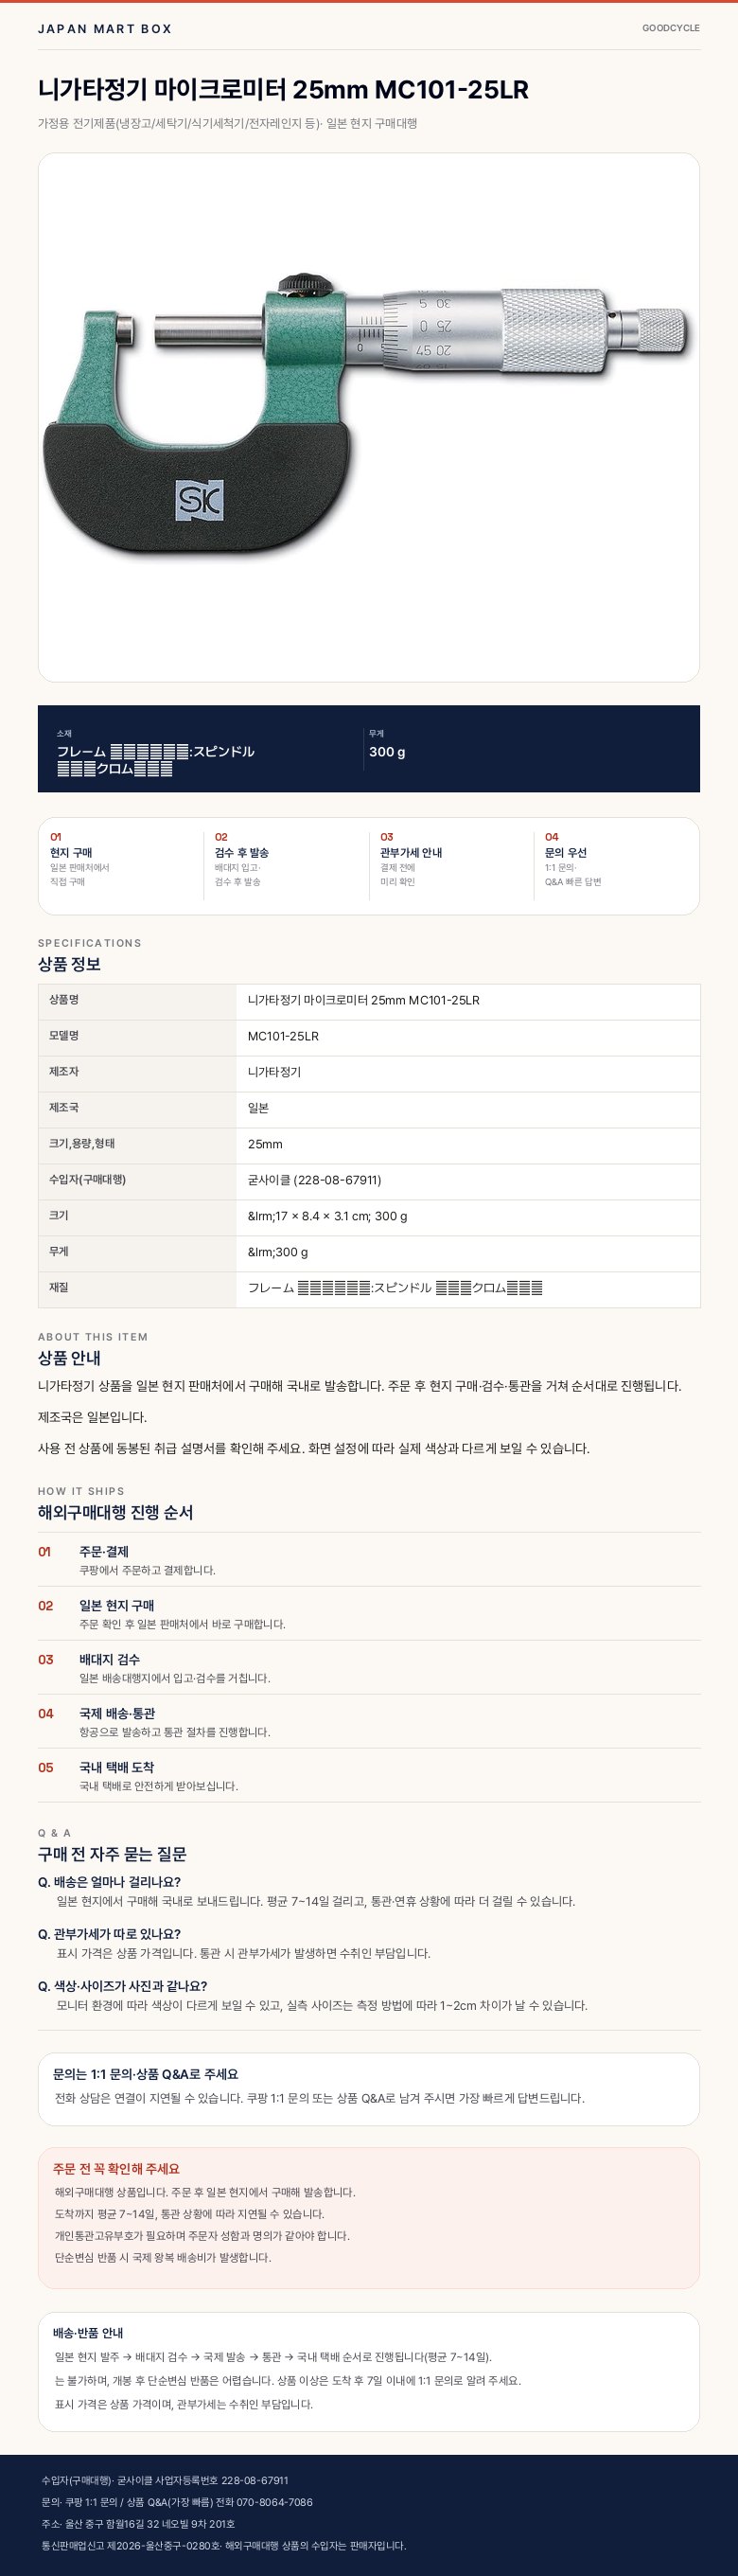 JAPAN MART BOX
GOODCYCLE
니가타정기 마이크로미터 25mm MC101-25LR
가정용 전기제품(냉장고/세탁기/식기세척기/전자레인지 등)· 일본 현지 구매대행
5 30
0 25
45 20
0
SK
소재
フレーム :スピンドル
クロム
무게
300 g
01
현지 구매
일본 판매처에서
직접 구매
02
검수 후 발송
배대지 입고·
검수 후 발송
03
관부가세 안내
결제 전에
미리 확인
04
문의 우선
1:1 문의·
Q&A 빠른 답변
SPECIFICATIONS
상품 정보
상품명 니가타정기 마이크로미터 25mm MC101-25LR
모델명 MC101-25LR
제조자 니가타정기
제조국 일본
크기,용량,형태 25mm
수입자(구매대행) 굳사이클 (228-08-67911)
크기 &lrm;17 × 8.4 × 3.1 cm; 300 g
무게 &lrm;300 g
재질 フレーム :スピンドル クロム
ABOUT THIS ITEM
상품 안내
니가타정기 상품을 일본 현지 판매처에서 구매해 국내로 발송합니다. 주문 후 현지 구매·검수·통관을 거쳐 순서대로 진행됩니다.
제조국은 일본입니다.
사용 전 상품에 동봉된 취급 설명서를 확인해 주세요. 화면 설정에 따라 실제 색상과 다르게 보일 수 있습니다.
HOW IT SHIPS
해외구매대행 진행 순서
01 주문·결제
쿠팡에서 주문하고 결제합니다.
02 일본 현지 구매
주문 확인 후 일본 판매처에서 바로 구매합니다.
03 배대지 검수
일본 배송대행지에서 입고·검수를 거칩니다.
04 국제 배송·통관
항공으로 발송하고 통관 절차를 진행합니다.
05 국내 택배 도착
국내 택배로 안전하게 받아보십니다.
Q & A
구매 전 자주 묻는 질문
Q. 배송은 얼마나 걸리나요?
일본 현지에서 구매해 국내로 보내드립니다. 평균 7~14일 걸리고, 통관·연휴 상황에 따라 더 걸릴 수 있습니다.
Q. 관부가세가 따로 있나요?
표시 가격은 상품 가격입니다. 통관 시 관부가세가 발생하면 수취인 부담입니다.
Q. 색상·사이즈가 사진과 같나요?
모니터 환경에 따라 색상이 다르게 보일 수 있고, 실측 사이즈는 측정 방법에 따라 1~2cm 차이가 날 수 있습니다.
문의는 1:1 문의·상품 Q&A로 주세요
전화 상담은 연결이 지연될 수 있습니다. 쿠팡 1:1 문의 또는 상품 Q&A로 남겨 주시면 가장 빠르게 답변드립니다.
주문 전 꼭 확인해 주세요
해외구매대행 상품입니다. 주문 후 일본 현지에서 구매해 발송합니다.
도착까지 평균 7~14일, 통관 상황에 따라 지연될 수 있습니다.
개인통관고유부호가 필요하며 주문자 성함과 명의가 같아야 합니다.
단순변심 반품 시 국제 왕복 배송비가 발생합니다.
배송·반품 안내
일본 현지 발주 → 배대지 검수 → 국제 발송 → 통관 → 국내 택배 순서로 진행됩니다(평균 7~14일).
는 불가하며, 개봉 후 단순변심 반품은 어렵습니다. 상품 이상은 도착 후 7일 이내에 1:1 문의로 알려 주세요.
표시 가격은 상품 가격이며, 관부가세는 수취인 부담입니다.
수입자(구매대행)· 굳사이클 사업자등록번호 228-08-67911
문의· 쿠팡 1:1 문의 / 상품 Q&A(가장 빠름) 전화 070-8064-7086
주소· 울산 중구 함월16길 32 네오빌 9차 201호
통신판매업신고 제2026-울산중구-0280호· 해외구매대행 상품의 수입자는 판매자입니다.